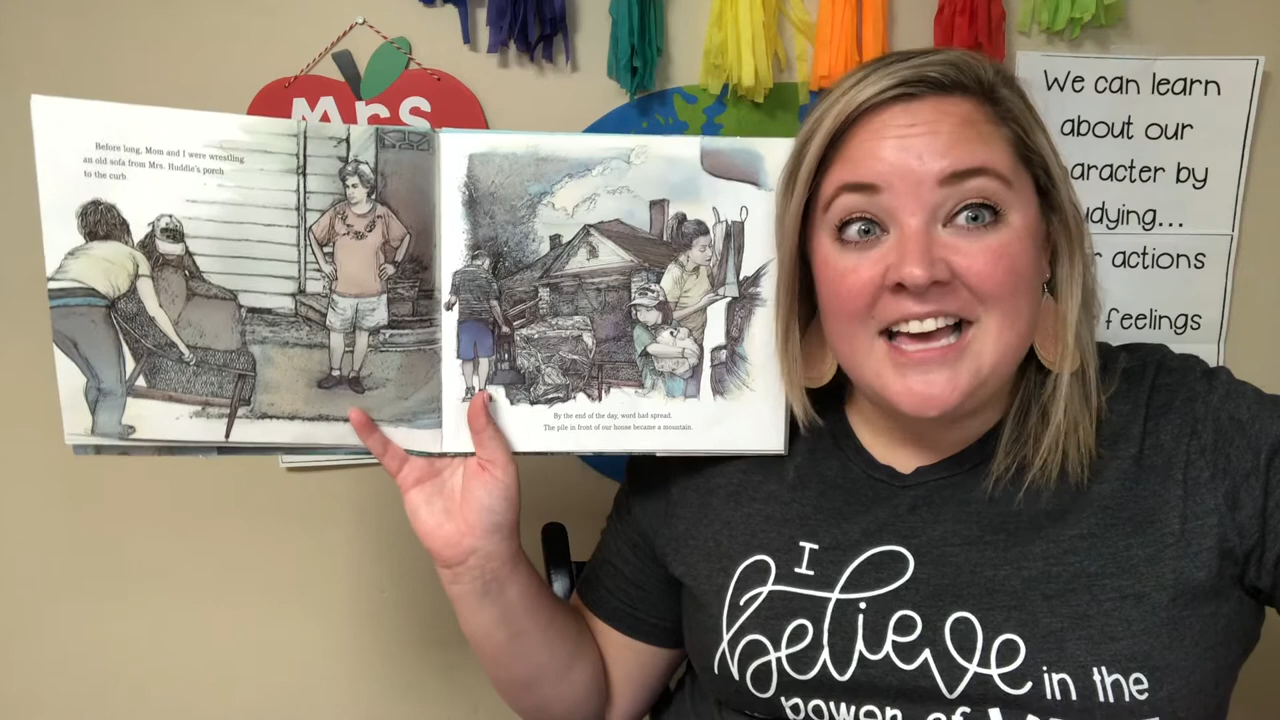 Mrs
Before long, Mom and I were wrestling
an old sofa from Mrs. Huddle's porch
to the curb.
By the end of the day, word had spread.
The pile in front of our house became a mountain.
We can learn
about our
by
actions
feelings
I
believe in the
power of